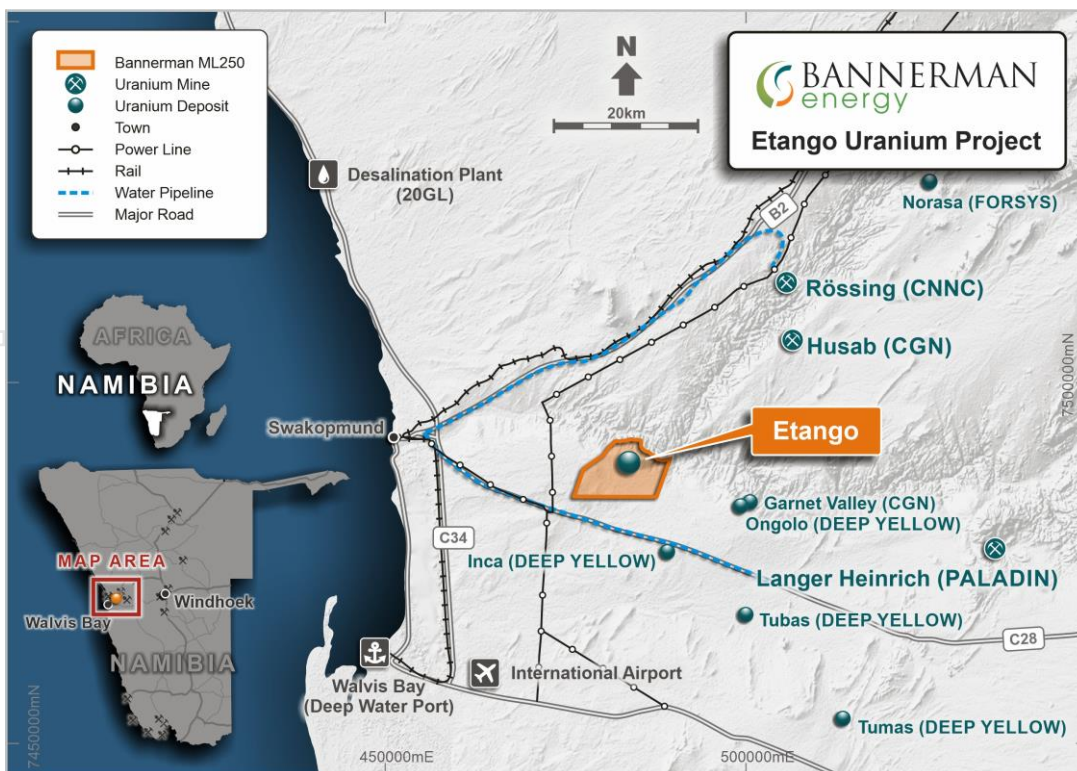 Bannerman ML250
Uranium Mine
Uranium Deposit
Town
Power Line
Rail
Water Pipeline
Major Road
N
20km
BANNERMAN
energy
Etango Uranium Project
Desalination Plant
(20GL)
B2
Norasa (FORSYS)
Rössing (CNNC)
Husab (CGN)
7500000mN
AFRICA
NAMIBIA
Swakopmund
Etango
Garnet Valley (CGN)
Ongolo (DEEP YELLOW)
C34
Inca (DEEP YELLOW)
Langer Heinrich (PALADIN)
MAP AREA
Windhoek
Walvis Bay
NAMIBIA
Tubas (DEEP YELLOW)
C28
International Airport
Walvis Bay
(Deep Water Port)
Tumas (DEEP YELLOW)
7450000mN
450000mE
500000mE